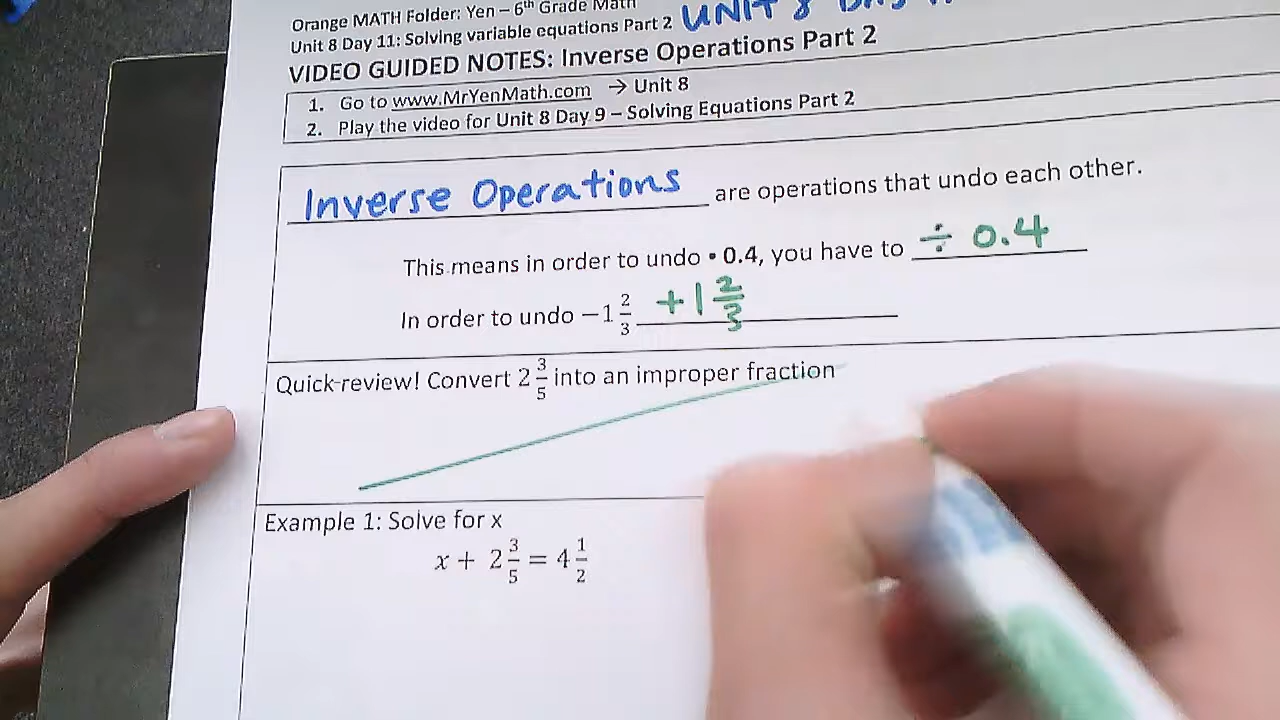 Orange MATH Folder: Yen – 6th Grade Math
Unit 8 Day 11: Solving variable equations Part 2 UNIT 8
VIDEO GUIDED NOTES: Inverse Operations Part 2
1. Go to www.MrYenMath.com → Unit 8
2. Play the video for Unit 8 Day 9 – Solving Equations Part 2
Inverse Operations are operations that undo each other.
This means in order to undo • 0.4, you have to ÷ 0.4
In order to undo −1 2/3 +1 2/3
Quick-review! Convert 2 3/5 into an improper fraction
Example 1: Solve for x
x + 2 3/5 = 4 1/2